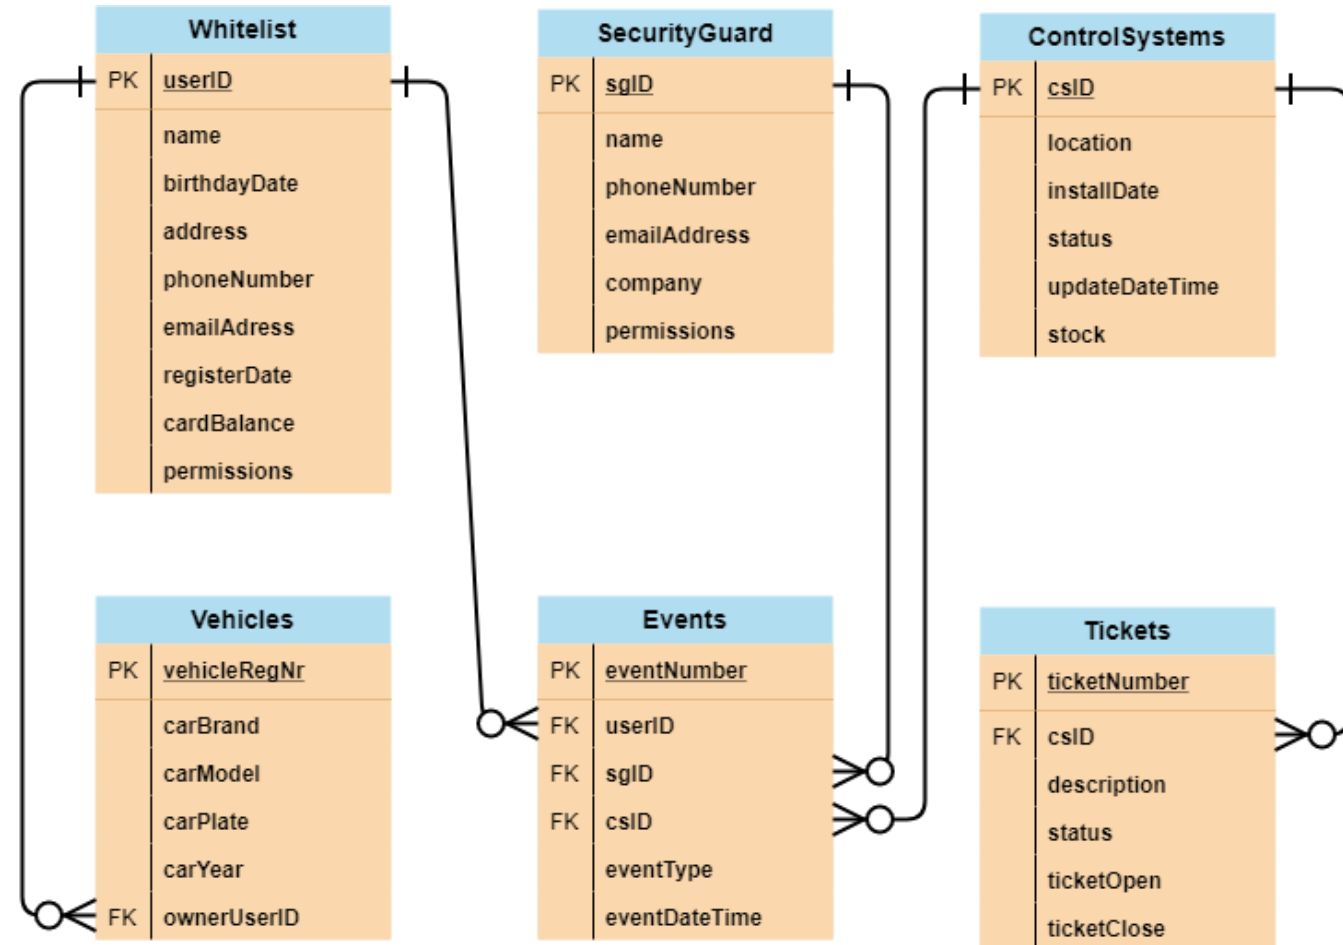 Whitelist
PK userID
name
birthdayDate
address
phoneNumber
emailAdress
registerDate
cardBalance
permissions
SecurityGuard
PK sgID
name
phoneNumber
emailAddress
company
permissions
ControlSystems
PK csID
location
installDate
status
updateDateTime
stock
Vehicles
PK vehicleRegNr
carBrand
carModel
carPlate
carYear
FK ownerUserID
Events
PK eventNumber
FK userID
FK sgID
FK csID
eventType
eventDateTime
Tickets
PK ticketNumber
FK csID
description
status
ticketOpen
ticketClose